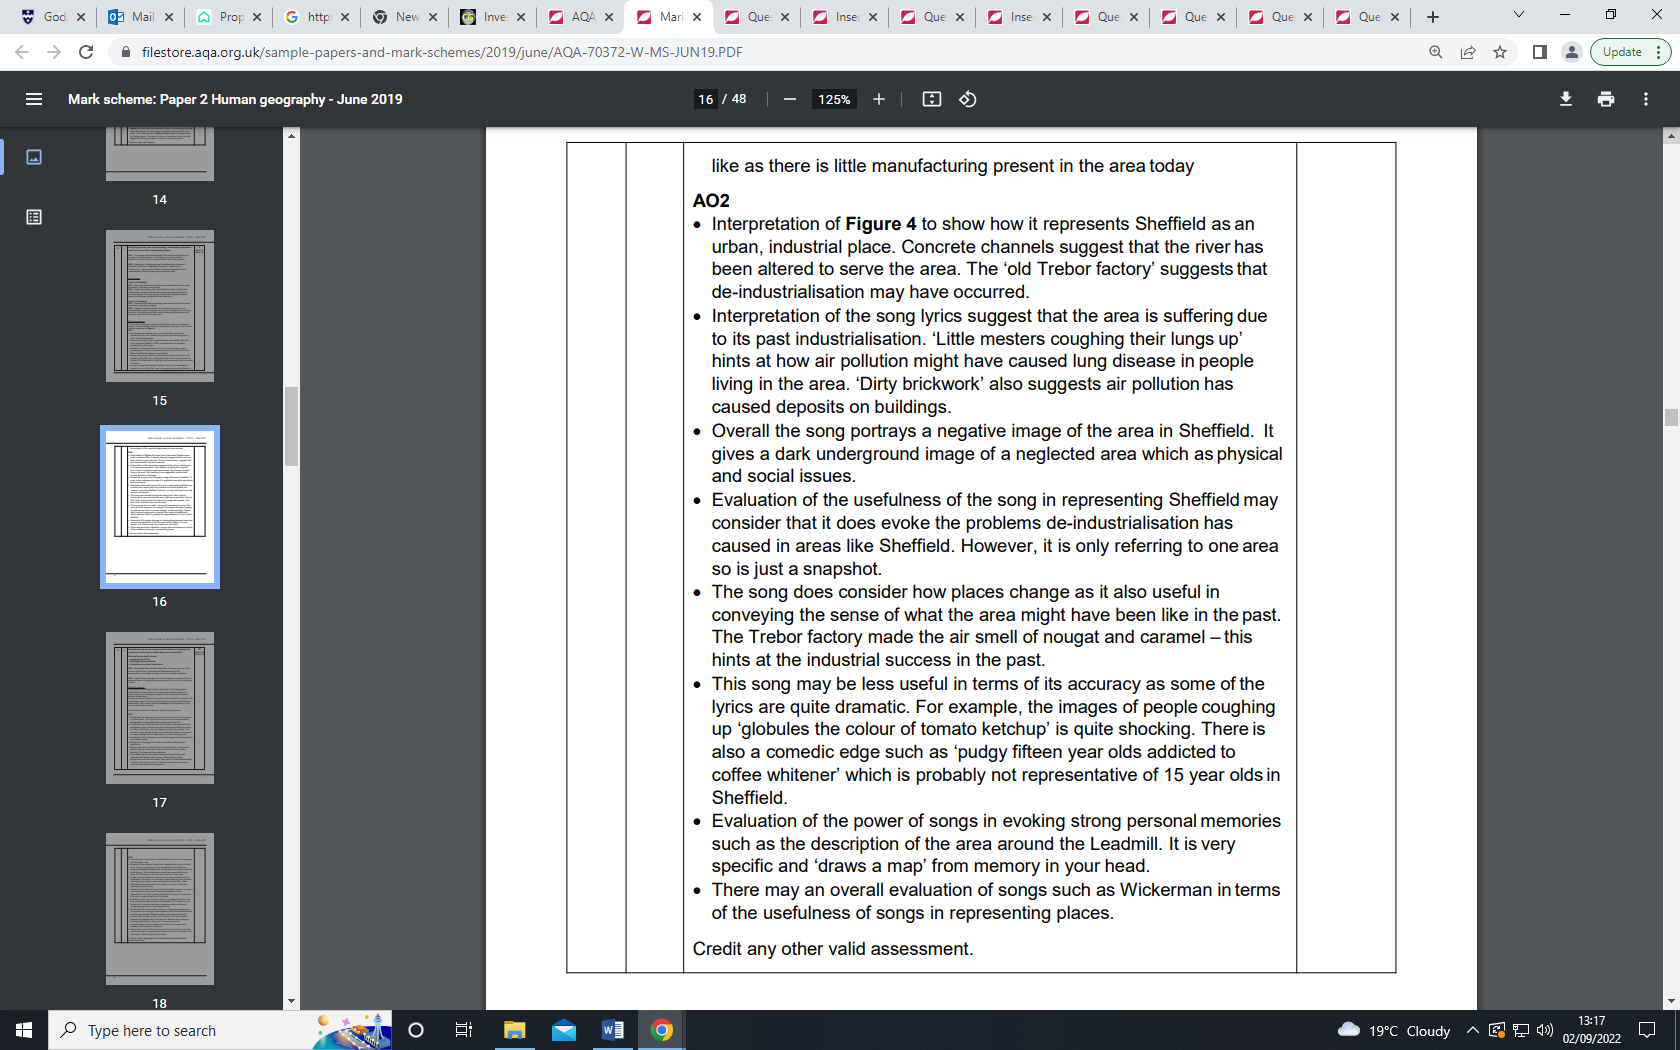 God
Mail
Prop
http
New
Inve
AQA
Mar
Que
Inse
Que
Inse
Que
Que
Que
Que
filestore.aqa.org.uk/sample-papers-and-mark-schemes/2019/june/AQA-70372-W-MS-JUN19.PDF
Update
Mark scheme: Paper 2 Human geography - June 2019
16 / 48
125%
14
15
16
17
18
like as there is little manufacturing present in the area today
AO2
• Interpretation of Figure 4 to show how it represents Sheffield as an
urban, industrial place. Concrete channels suggest that the river has
been altered to serve the area. The ‘old Trebor factory’ suggests that
de-industrialisation may have occurred.
• Interpretation of the song lyrics suggest that the area is suffering due
to its past industrialisation. ‘Little mesters coughing their lungs up’
hints at how air pollution might have caused lung disease in people
living in the area. ‘Dirty brickwork’ also suggests air pollution has
caused deposits on buildings.
• Overall the song portrays a negative image of the area in Sheffield. It
gives a dark underground image of a neglected area which as physical
and social issues.
• Evaluation of the usefulness of the song in representing Sheffield may
consider that it does evoke the problems de-industrialisation has
caused in areas like Sheffield. However, it is only referring to one area
so is just a snapshot.
• The song does consider how places change as it also useful in
conveying the sense of what the area might have been like in the past.
The Trebor factory made the air smell of nougat and caramel – this
hints at the industrial success in the past.
• This song may be less useful in terms of its accuracy as some of the
lyrics are quite dramatic. For example, the images of people coughing
up ‘globules the colour of tomato ketchup’ is quite shocking. There is
also a comedic edge such as ‘pudgy fifteen year olds addicted to
coffee whitener’ which is probably not representative of 15 year olds in
Sheffield.
• Evaluation of the power of songs in evoking strong personal memories
such as the description of the area around the Leadmill. It is very
specific and ‘draws a map’ from memory in your head.
• There may an overall evaluation of songs such as Wickerman in terms
of the usefulness of songs in representing places.
Credit any other valid assessment.
Type here to search
19°C Cloudy
13:17
02/09/2022